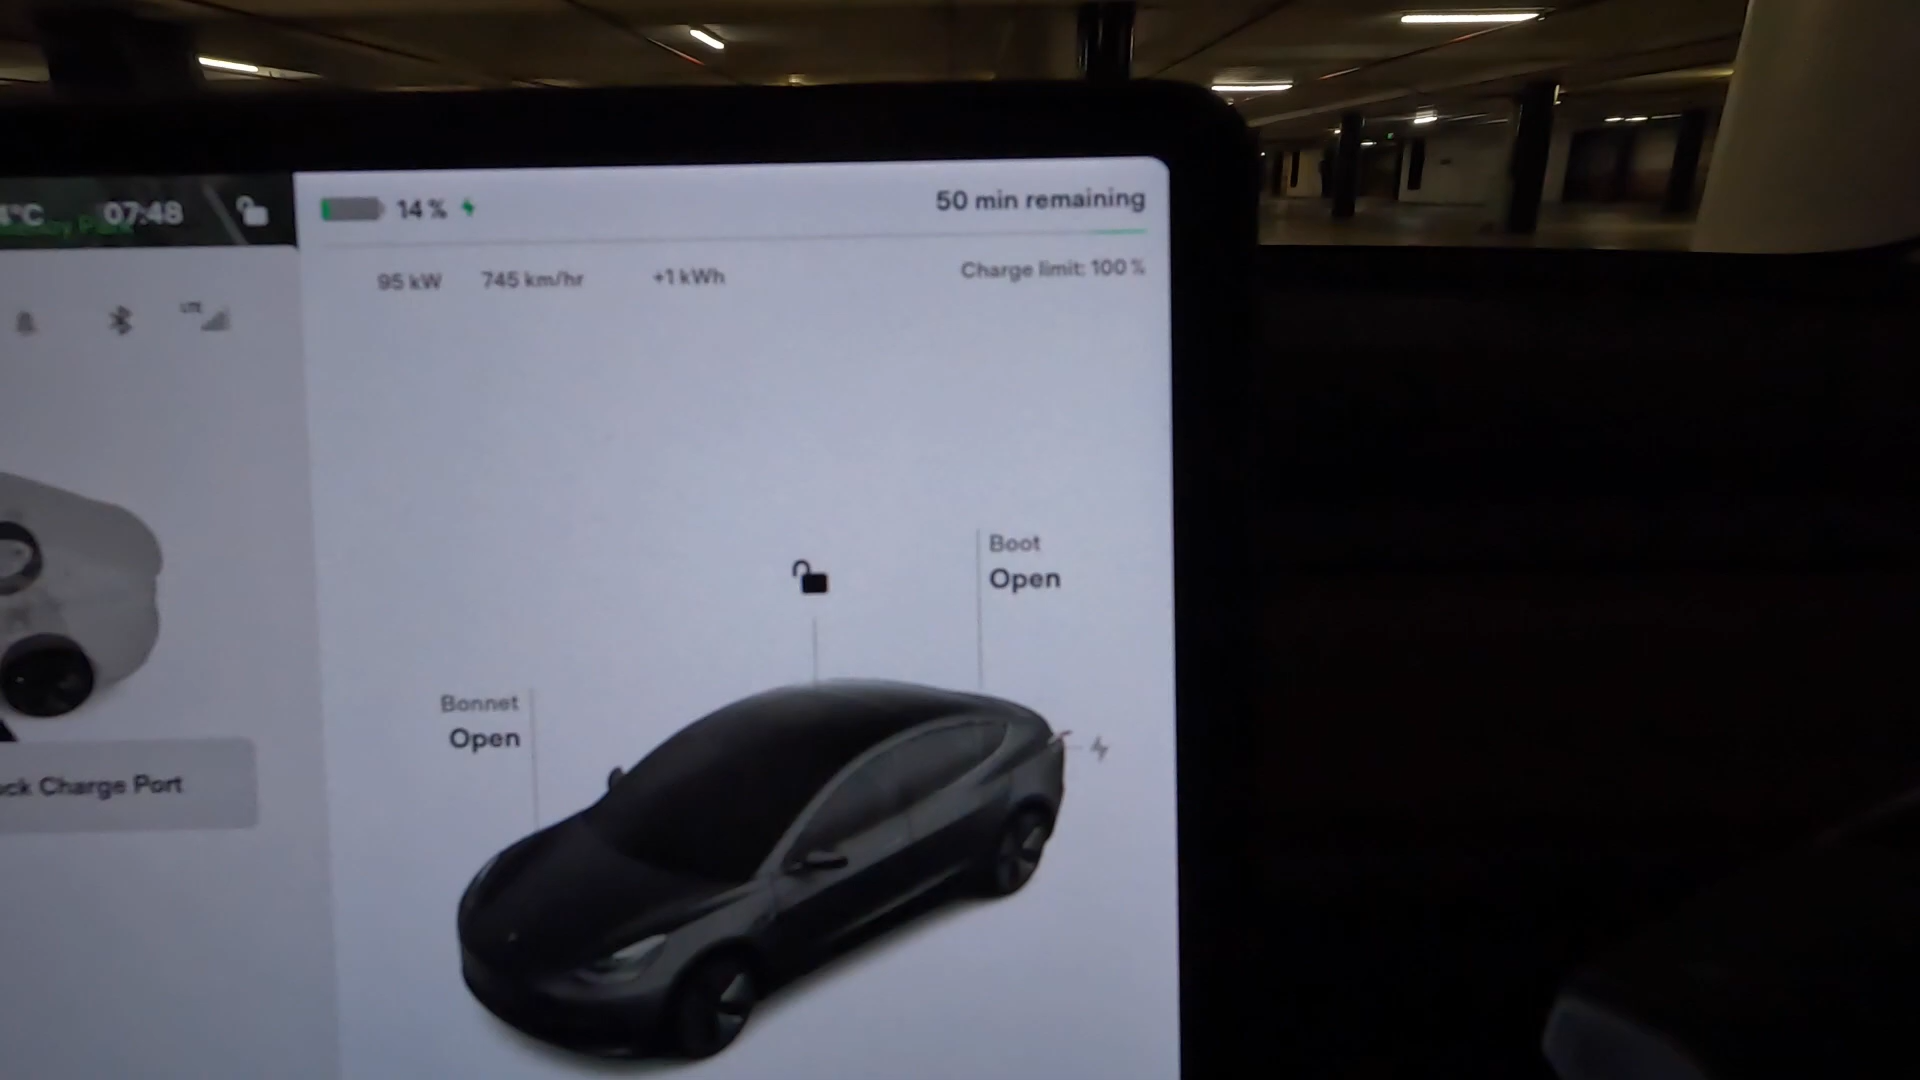 07:48
14 %
50 min remaining
95 kW 745 km/hr +1 kWh
Charge limit: 100 %
LTE
Boot
Open
Bonnet
Open
Charge Port